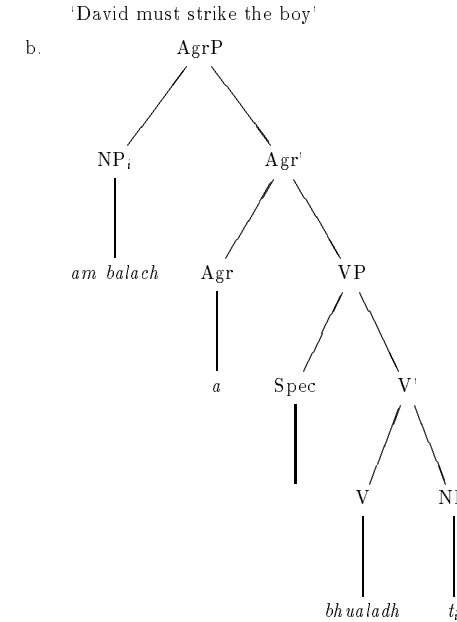 'David must strike the boy'
b. AgrP
NPi Agr'
am balach Agr VP
a Spec V'
V
bhualadh ti